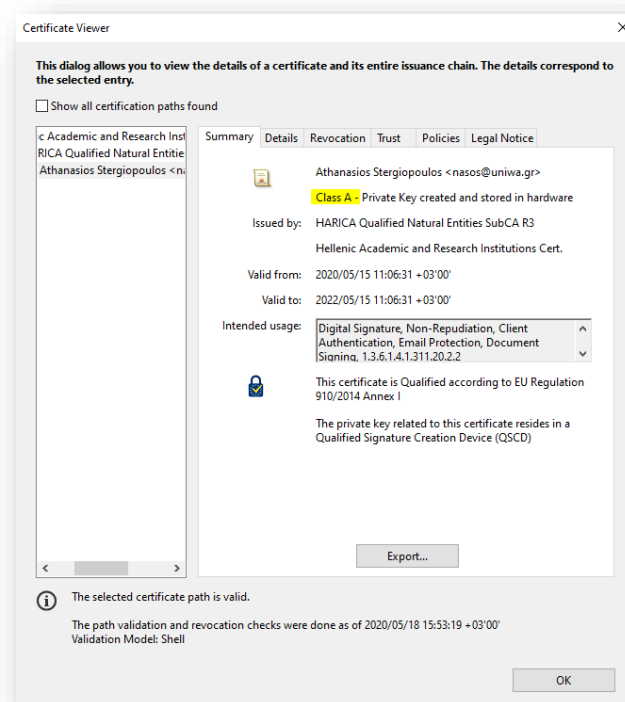 Certificate Viewer
This dialog allows you to view the details of a certificate and its entire issuance chain. The details correspond to
the selected entry.
Show all certification paths found
c Academic and Research Inst
RICA Qualified Natural Entitie
Athanasios Stergiopoulos <na
Summary Details Revocation Trust Policies Legal Notice
Athanasios Stergiopoulos <nasos@uniwa.gr>
Class A - Private Key created and stored in hardware
Issued by: HARICA Qualified Natural Entities SubCA R3
Hellenic Academic and Research Institutions Cert.
Valid from: 2020/05/15 11:06:31 +03'00'
Valid to: 2022/05/15 11:06:31 +03'00'
Intended usage: Digital Signature, Non-Repudiation, Client
Authentication, Email Protection, Document
Signing, 1.3.6.1.4.1.311.20.2.2
This certificate is Qualified according to EU Regulation
910/2014 Annex I
The private key related to this certificate resides in a
Qualified Signature Creation Device (QSCD)
Export...
The selected certificate path is valid.
The path validation and revocation checks were done as of 2020/05/18 15:53:19 +03'00'
Validation Model: Shell
OK